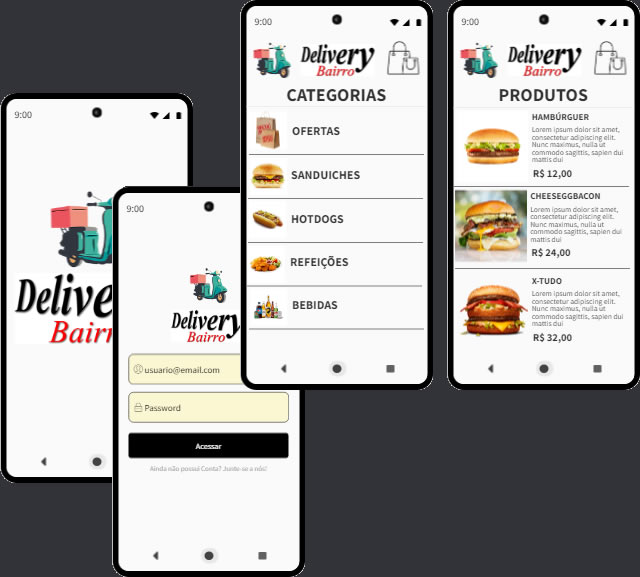 9:00
Delive
Bairr
9:00
Delivery
Bairro
usuario@email.com
Password
Acessar
Ainda não possui Conta? Junte-se a nós!
9:00
Delivery
Bairro
CATEGORIAS
OFERTAS
SANDUICHES
HOTDOGS
REFEIÇÕES
BEBIDAS
9:00
Delivery
Bairro
PRODUTOS
HAMBÚRGUER
Lorem ipsum dolor sit amet,
consectetur adipiscing elit.
Nunc maximus, nulla ut
commodo sagittis, sapien dui
mattis dui
R$ 12,00
CHEESEGGBACON
Lorem ipsum dolor sit amet,
consectetur adipiscing elit.
Nunc maximus, nulla ut
commodo sagittis, sapien dui
mattis dui
R$ 24,00
X-TUDO
Lorem ipsum dolor sit amet,
consectetur adipiscing elit.
Nunc maximus, nulla ut
commodo sagittis, sapien dui
mattis dui
R$ 32,00